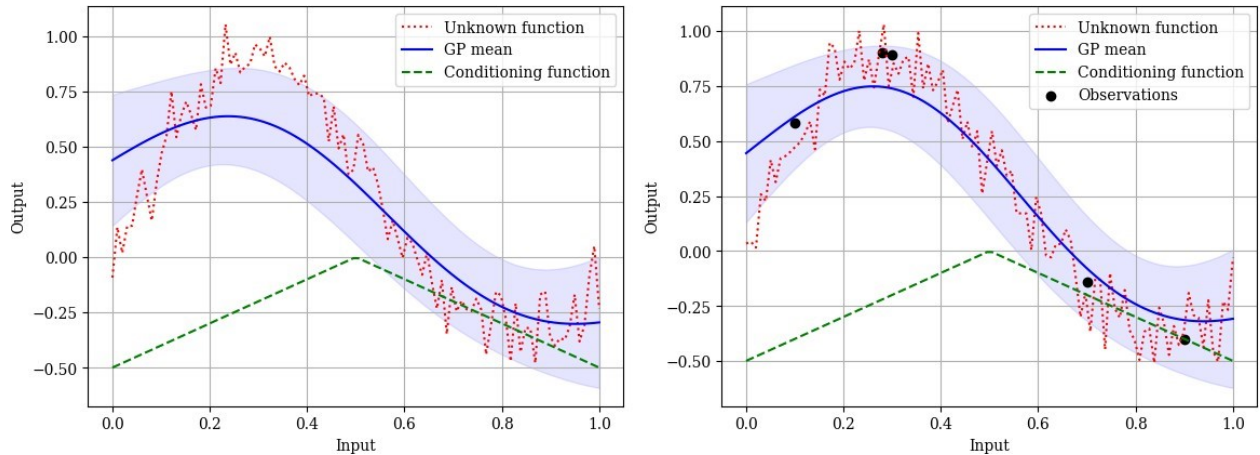 Unknown function
GP mean
Conditioning function
1.00
0.75
0.50
0.25
0.00
−0.25
−0.50
Output
0.0
0.2
0.4
0.6
0.8
1.0
Input
Unknown function
GP mean
Conditioning function
Observations
1.00
0.75
0.50
0.25
0.00
−0.25
−0.50
Output
0.0
0.2
0.4
0.6
0.8
1.0
Input